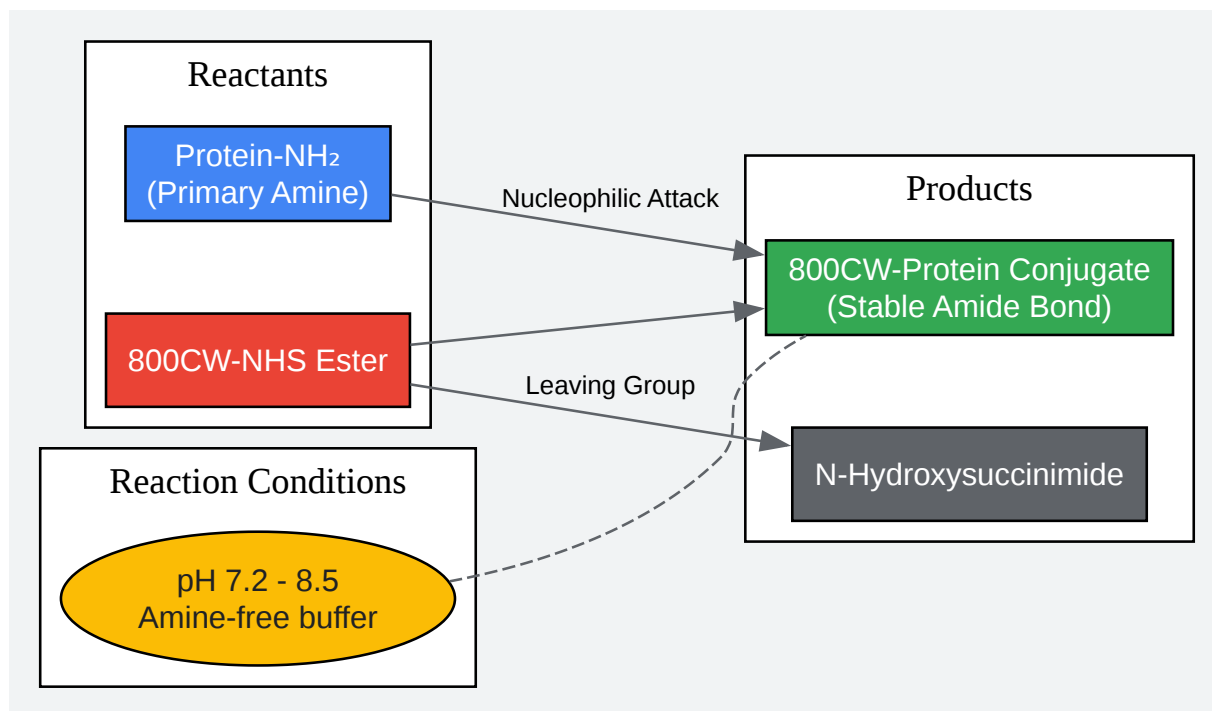 Reactants
Protein-NH₂
(Primary Amine)
800CW-NHS Ester
Nucleophilic Attack
Leaving Group
Products
800CW-Protein Conjugate
(Stable Amide Bond)
N-Hydroxysuccinimide
Reaction Conditions
pH 7.2 - 8.5
Amine-free buffer